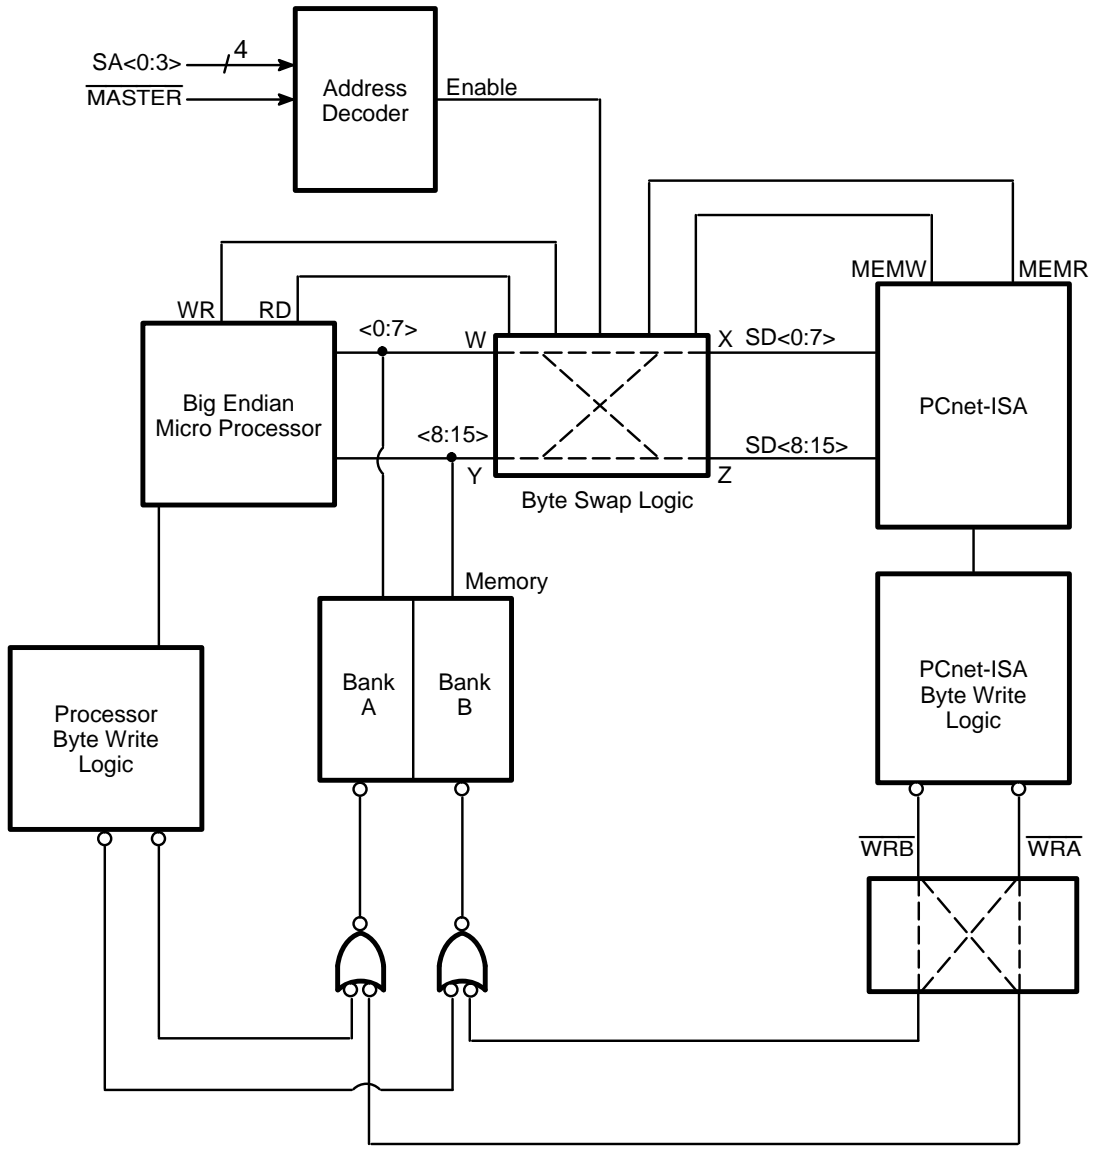 4
SA<0:3>
MASTER
Address
Decoder
Enable
MEMW
MEMR
WR
RD
<0:7>
W
X
SD<0:7>
Big Endian
Micro Processor
PCnet-ISA
<8:15>
SD<8:15>
Y
Z
Byte Swap Logic
Memory
Bank
A
Bank
B
Processor
Byte Write
Logic
PCnet-ISA
Byte Write
Logic
WRB
WRA